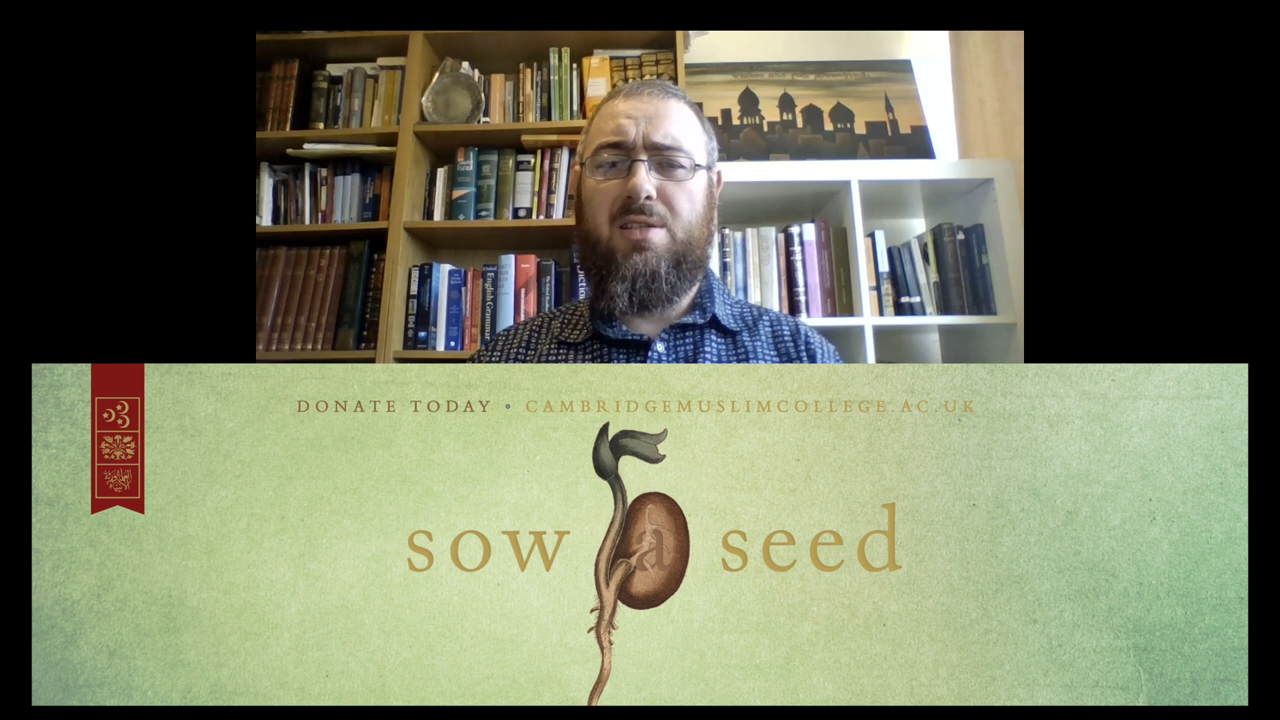 English Grammar
DONATE TODAY • CAMBRIDGEMUSLIMCOLLEGE.AC.UK
sow a seed